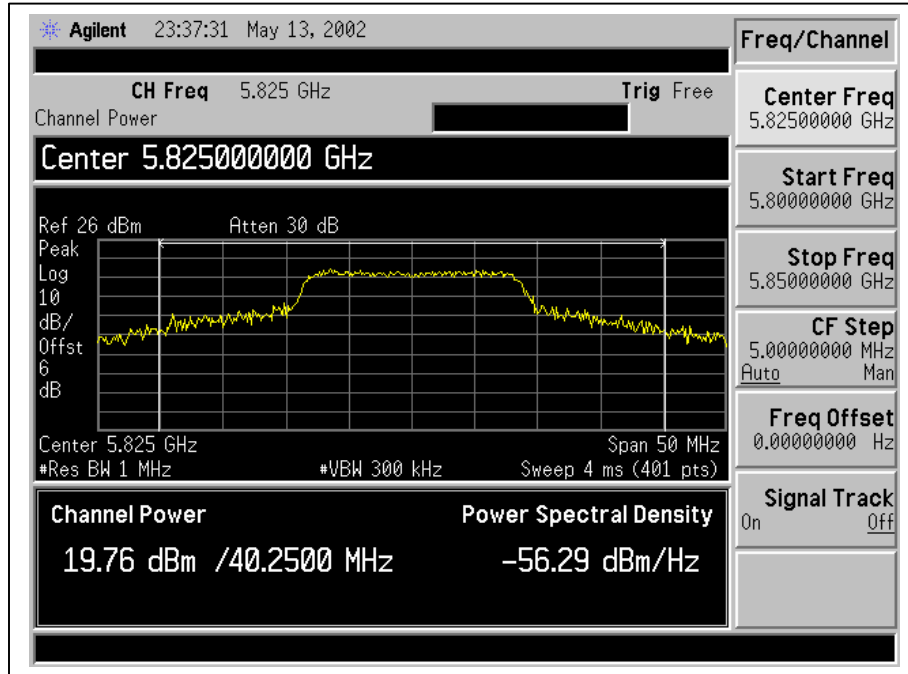 Agilent 23:37:31 May 13, 2002
Freq/Channel
CH Freq 5.825 GHz Trig Free
Channel Power
Center 5.825000000 GHz
Ref 26 dBm Atten 30 dB
Peak
Log
10
dB/
Offst
6
dB
Center 5.825 GHz Span 50 MHz
#Res BW 1 MHz #VBW 300 kHz Sweep 4 ms (401 pts)
Channel Power Power Spectral Density
19.76 dBm /40.2500 MHz -56.29 dBm/Hz
Center Freq
5.82500000 GHz
Start Freq
5.80000000 GHz
Stop Freq
5.85000000 GHz
CF Step
5.00000000 MHz
Auto Man
Freq Offset
0.00000000 Hz
Signal Track
On Off